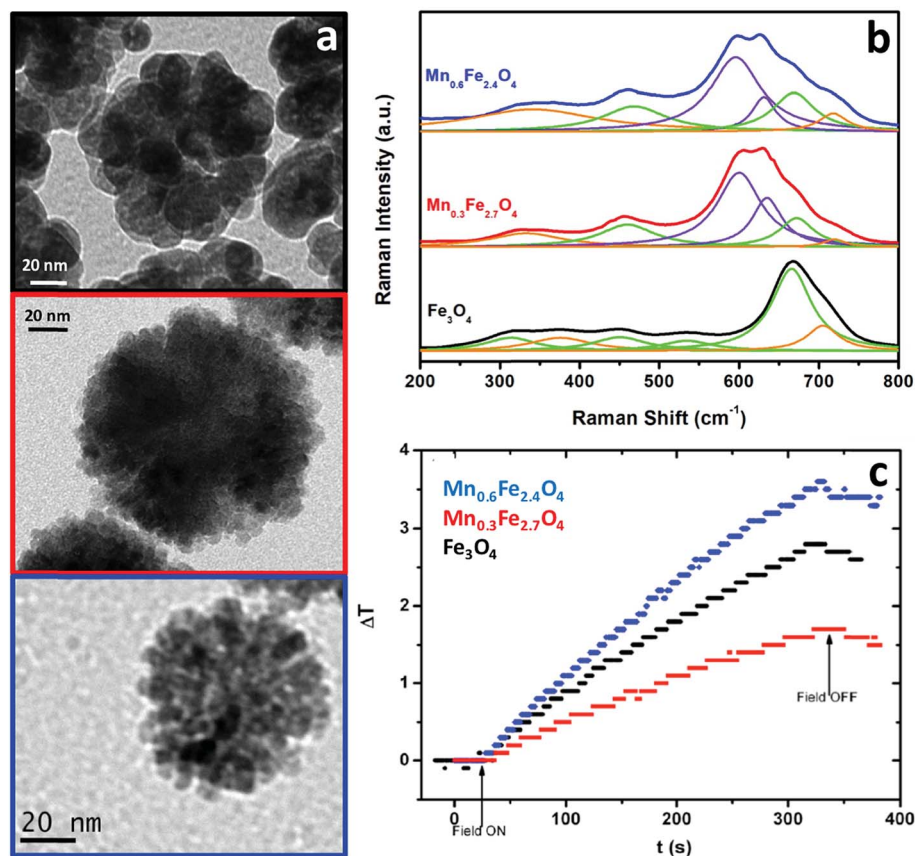 a
20 nm
20 nm
20 nm
b
Mn₀.₆Fe₂.₄O₄
Mn₀.₃Fe₂.₇O₄
Fe₃O₄
Raman Intensity (a.u.)
200 300 400 500 600 700 800
Raman Shift (cm⁻¹)
c
Mn₀.₆Fe₂.₄O₄
Mn₀.₃Fe₂.₇O₄
Fe₃O₄
4
3
2
1
0
ΔT
Field OFF
Field ON
0 100 200 300 400
t (s)